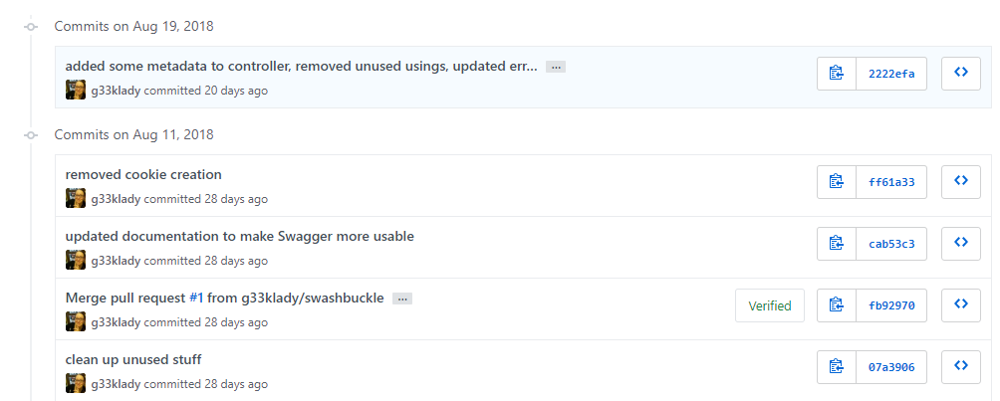 Commits on Aug 19, 2018
added some metadata to controller, removed unused usings, updated err... ...
2222efa
g33klady committed 20 days ago
Commits on Aug 11, 2018
removed cookie creation
ff61a33
g33klady committed 28 days ago
updated documentation to make Swagger more usable
cab53c3
g33klady committed 28 days ago
Merge pull request #1 from g33klady/swashbuckle ...
Verified fb92970
g33klady committed 28 days ago
clean up unused stuff
07a3906
g33klady committed 28 days ago